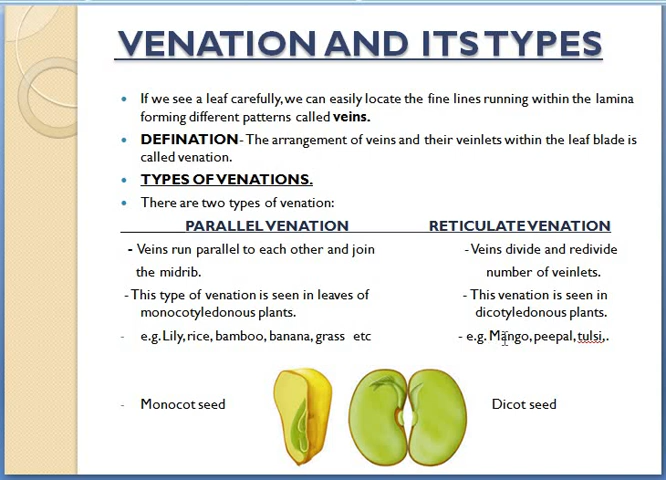 VENATION AND ITS TYPES
If we see a leaf carefully, we can easily locate the fine lines running within the lamina
forming different patterns called veins.
DEFINATION- The arrangement of veins and their veinlets within the leaf blade is
called venation.
TYPES OF VENATIONS.
There are two types of venation:
PARALLEL VENATION RETICULATE VENATION
- Veins run parallel to each other and join - Veins divide and redivide
the midrib. number of veinlets.
- This type of venation is seen in leaves of - This venation is seen in
monocotyledonous plants. dicotyledonous plants.
- e.g. Lily, rice, bamboo, banana, grass etc - e.g. Mango, peepal, tulsi,.
- Monocot seed Dicot seed